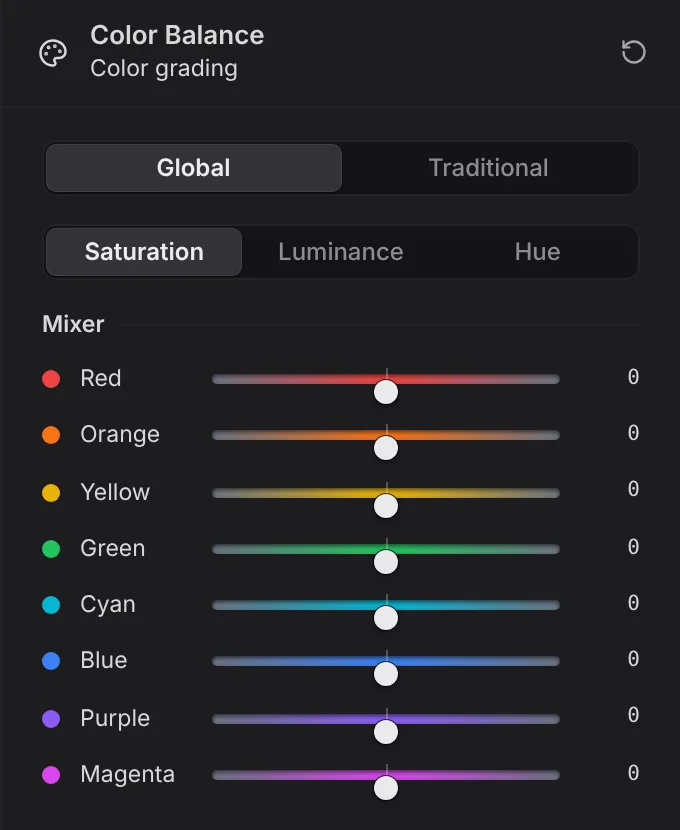 Color Balance
Color grading
Global Traditional
Saturation Luminance Hue
Mixer
Red 0
Orange 0
Yellow 0
Green 0
Cyan 0
Blue 0
Purple 0
Magenta 0